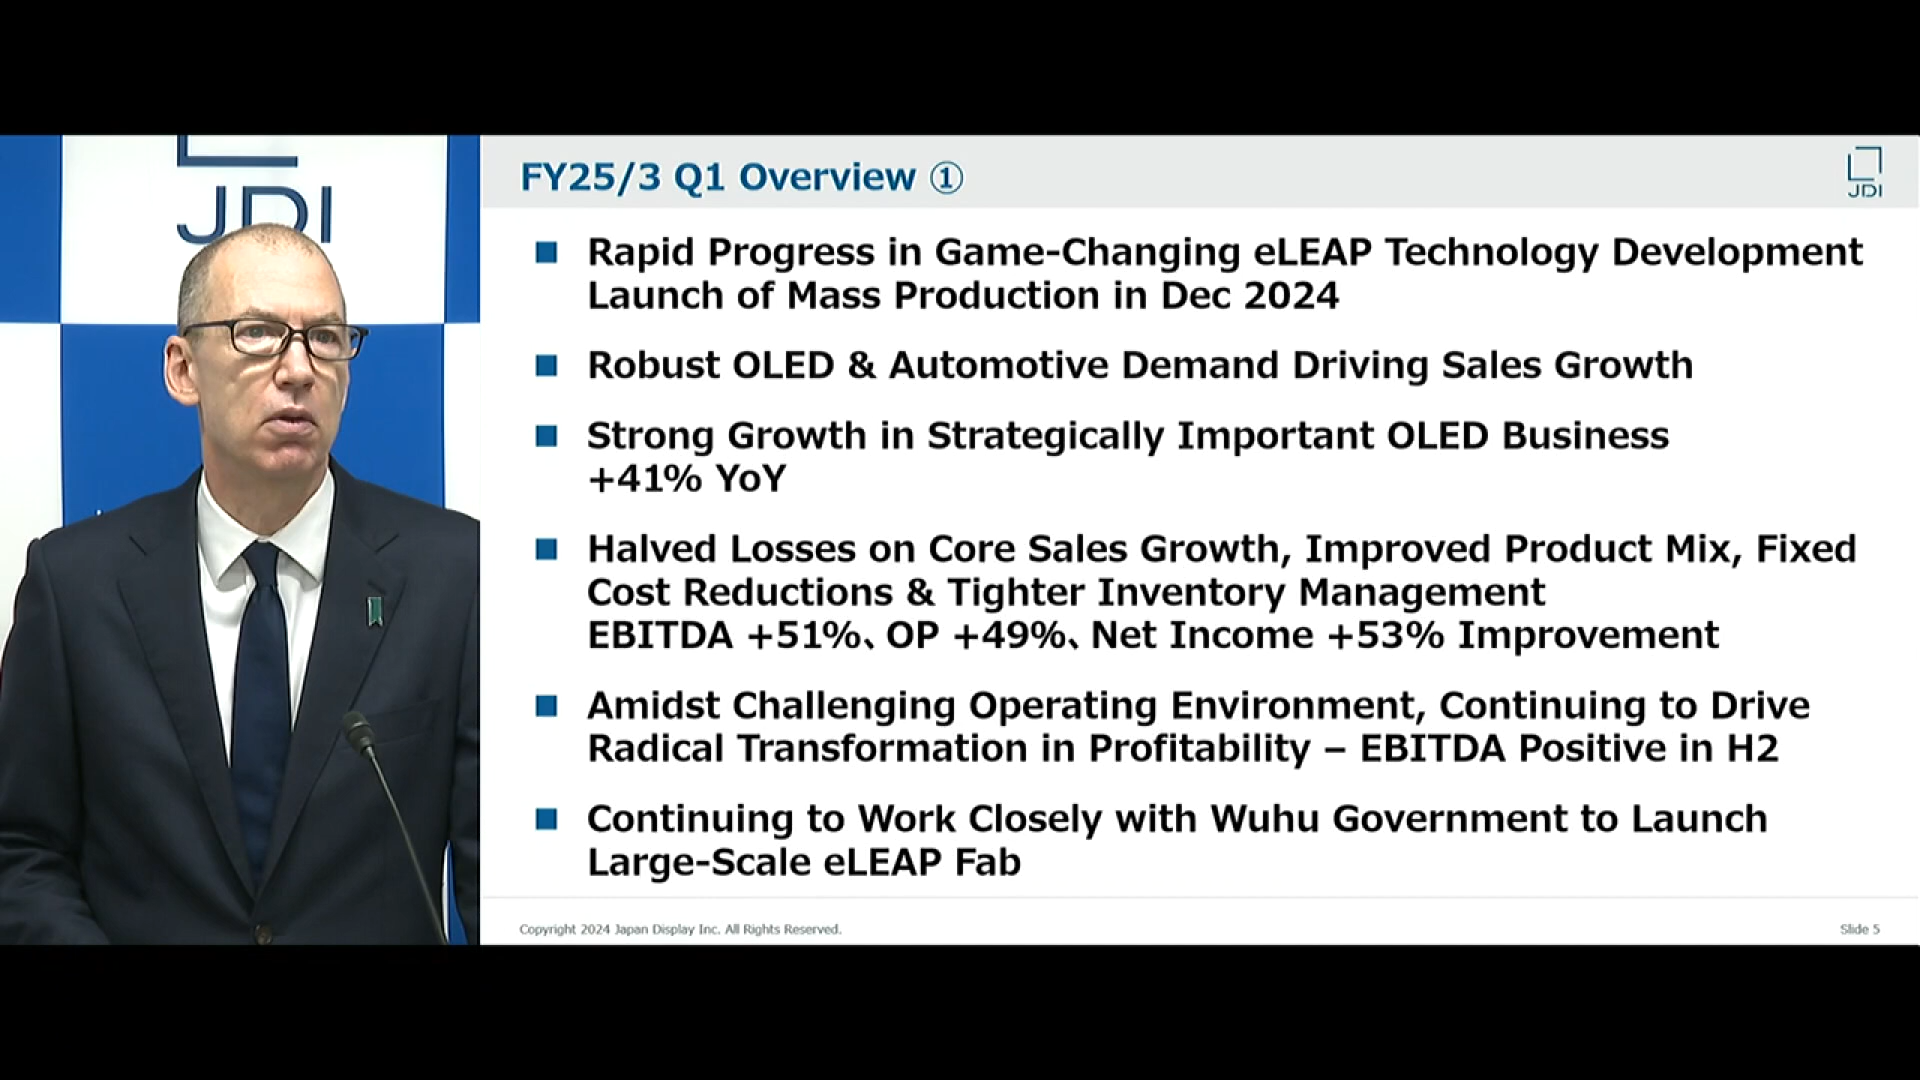 JDI
FY25/3 Q1 Overview ①
JDI
■ Rapid Progress in Game-Changing eLEAP Technology Development
Launch of Mass Production in Dec 2024
■ Robust OLED & Automotive Demand Driving Sales Growth
■ Strong Growth in Strategically Important OLED Business
+41% YoY
■ Halved Losses on Core Sales Growth, Improved Product Mix, Fixed
Cost Reductions & Tighter Inventory Management
EBITDA +51%、OP +49%、Net Income +53% Improvement
■ Amidst Challenging Operating Environment, Continuing to Drive
Radical Transformation in Profitability – EBITDA Positive in H2
■ Continuing to Work Closely with Wuhu Government to Launch
Large-Scale eLEAP Fab
Copyright 2024 Japan Display Inc. All Rights Reserved.
Slide 5